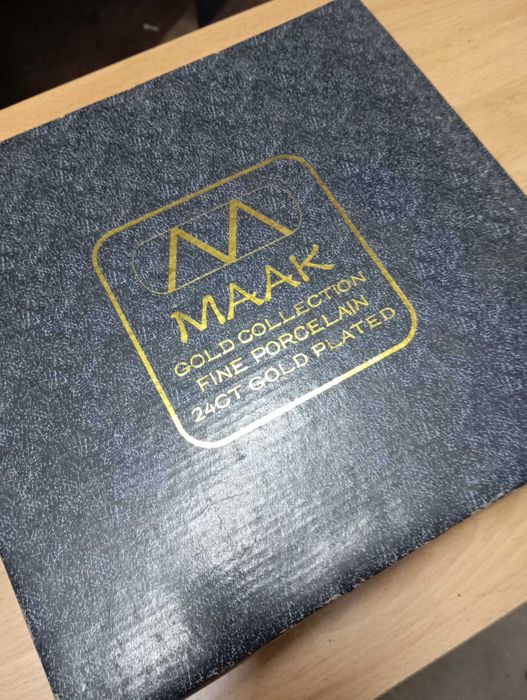 M
MAAK
GOLD COLLECTION
FINE PORCELAIN
24CT GOLD PLATED